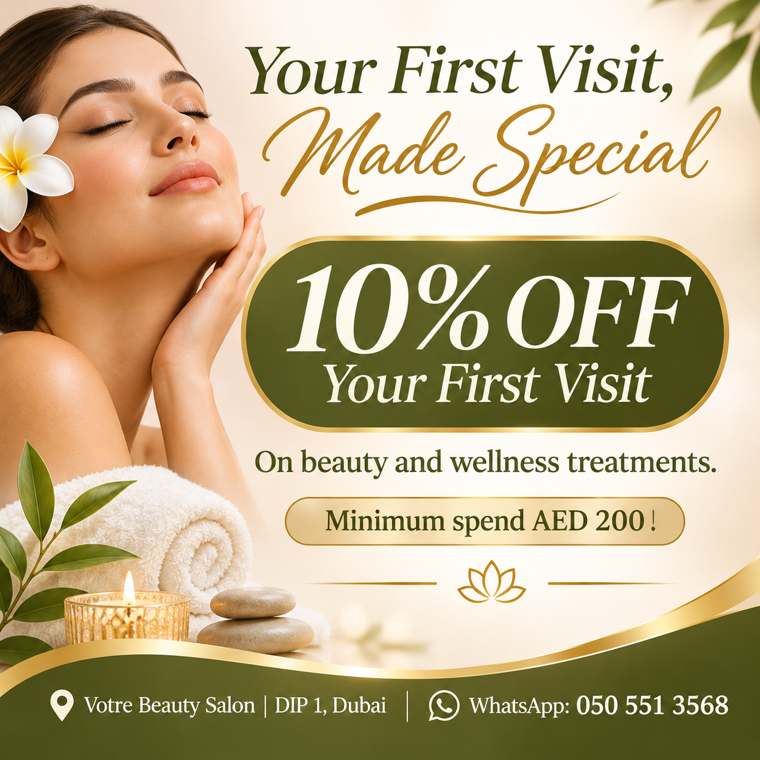 Your First Visit,
Made Special
10% OFF
Your First Visit
On beauty and wellness treatments.
Minimum spend AED 200!
Votre Beauty Salon | DIP 1, Dubai | WhatsApp: 050 551 3568